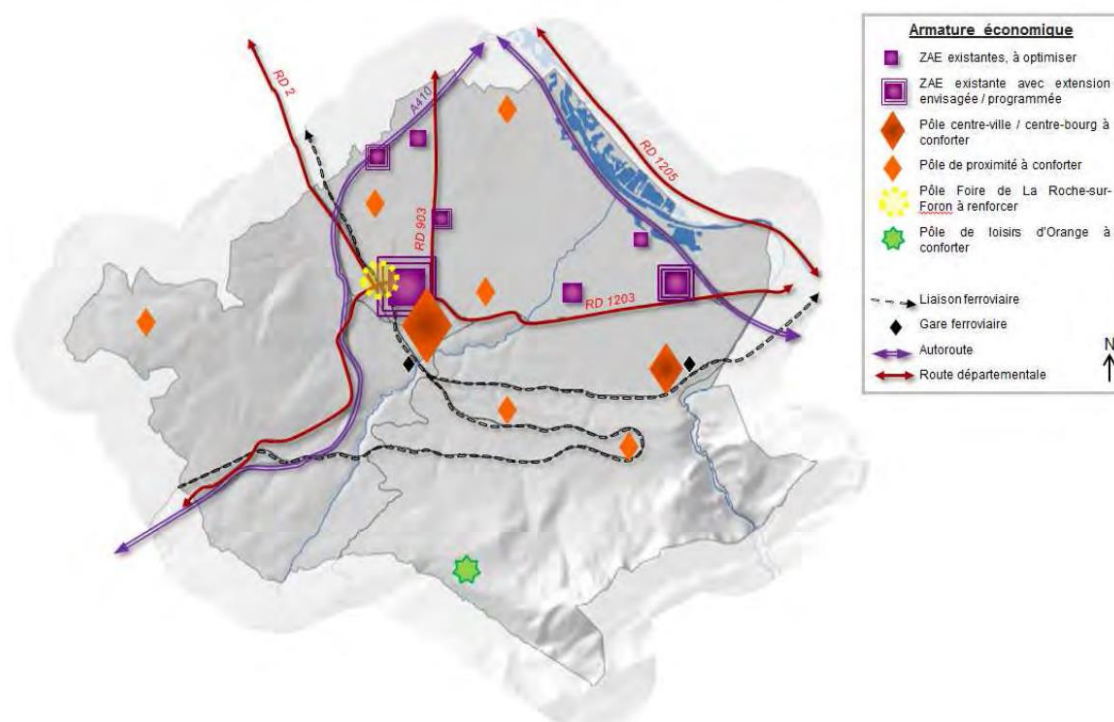 Armature économique
ZAE existantes, à optimiser
ZAE existante avec extension
envisagée / programmée
Pôle centre-ville / centre-bourg à
conforter
Pôle de proximité à conforter
Pôle Foire de La Roche-sur-
Foron à renforcer
Pôle de loisirs d'Orange à
conforter
Liaison ferroviaire
Gare ferroviaire
Autoroute
Route départementale
N
RD 2
A410
RD 903
RD 1205
RD 1203